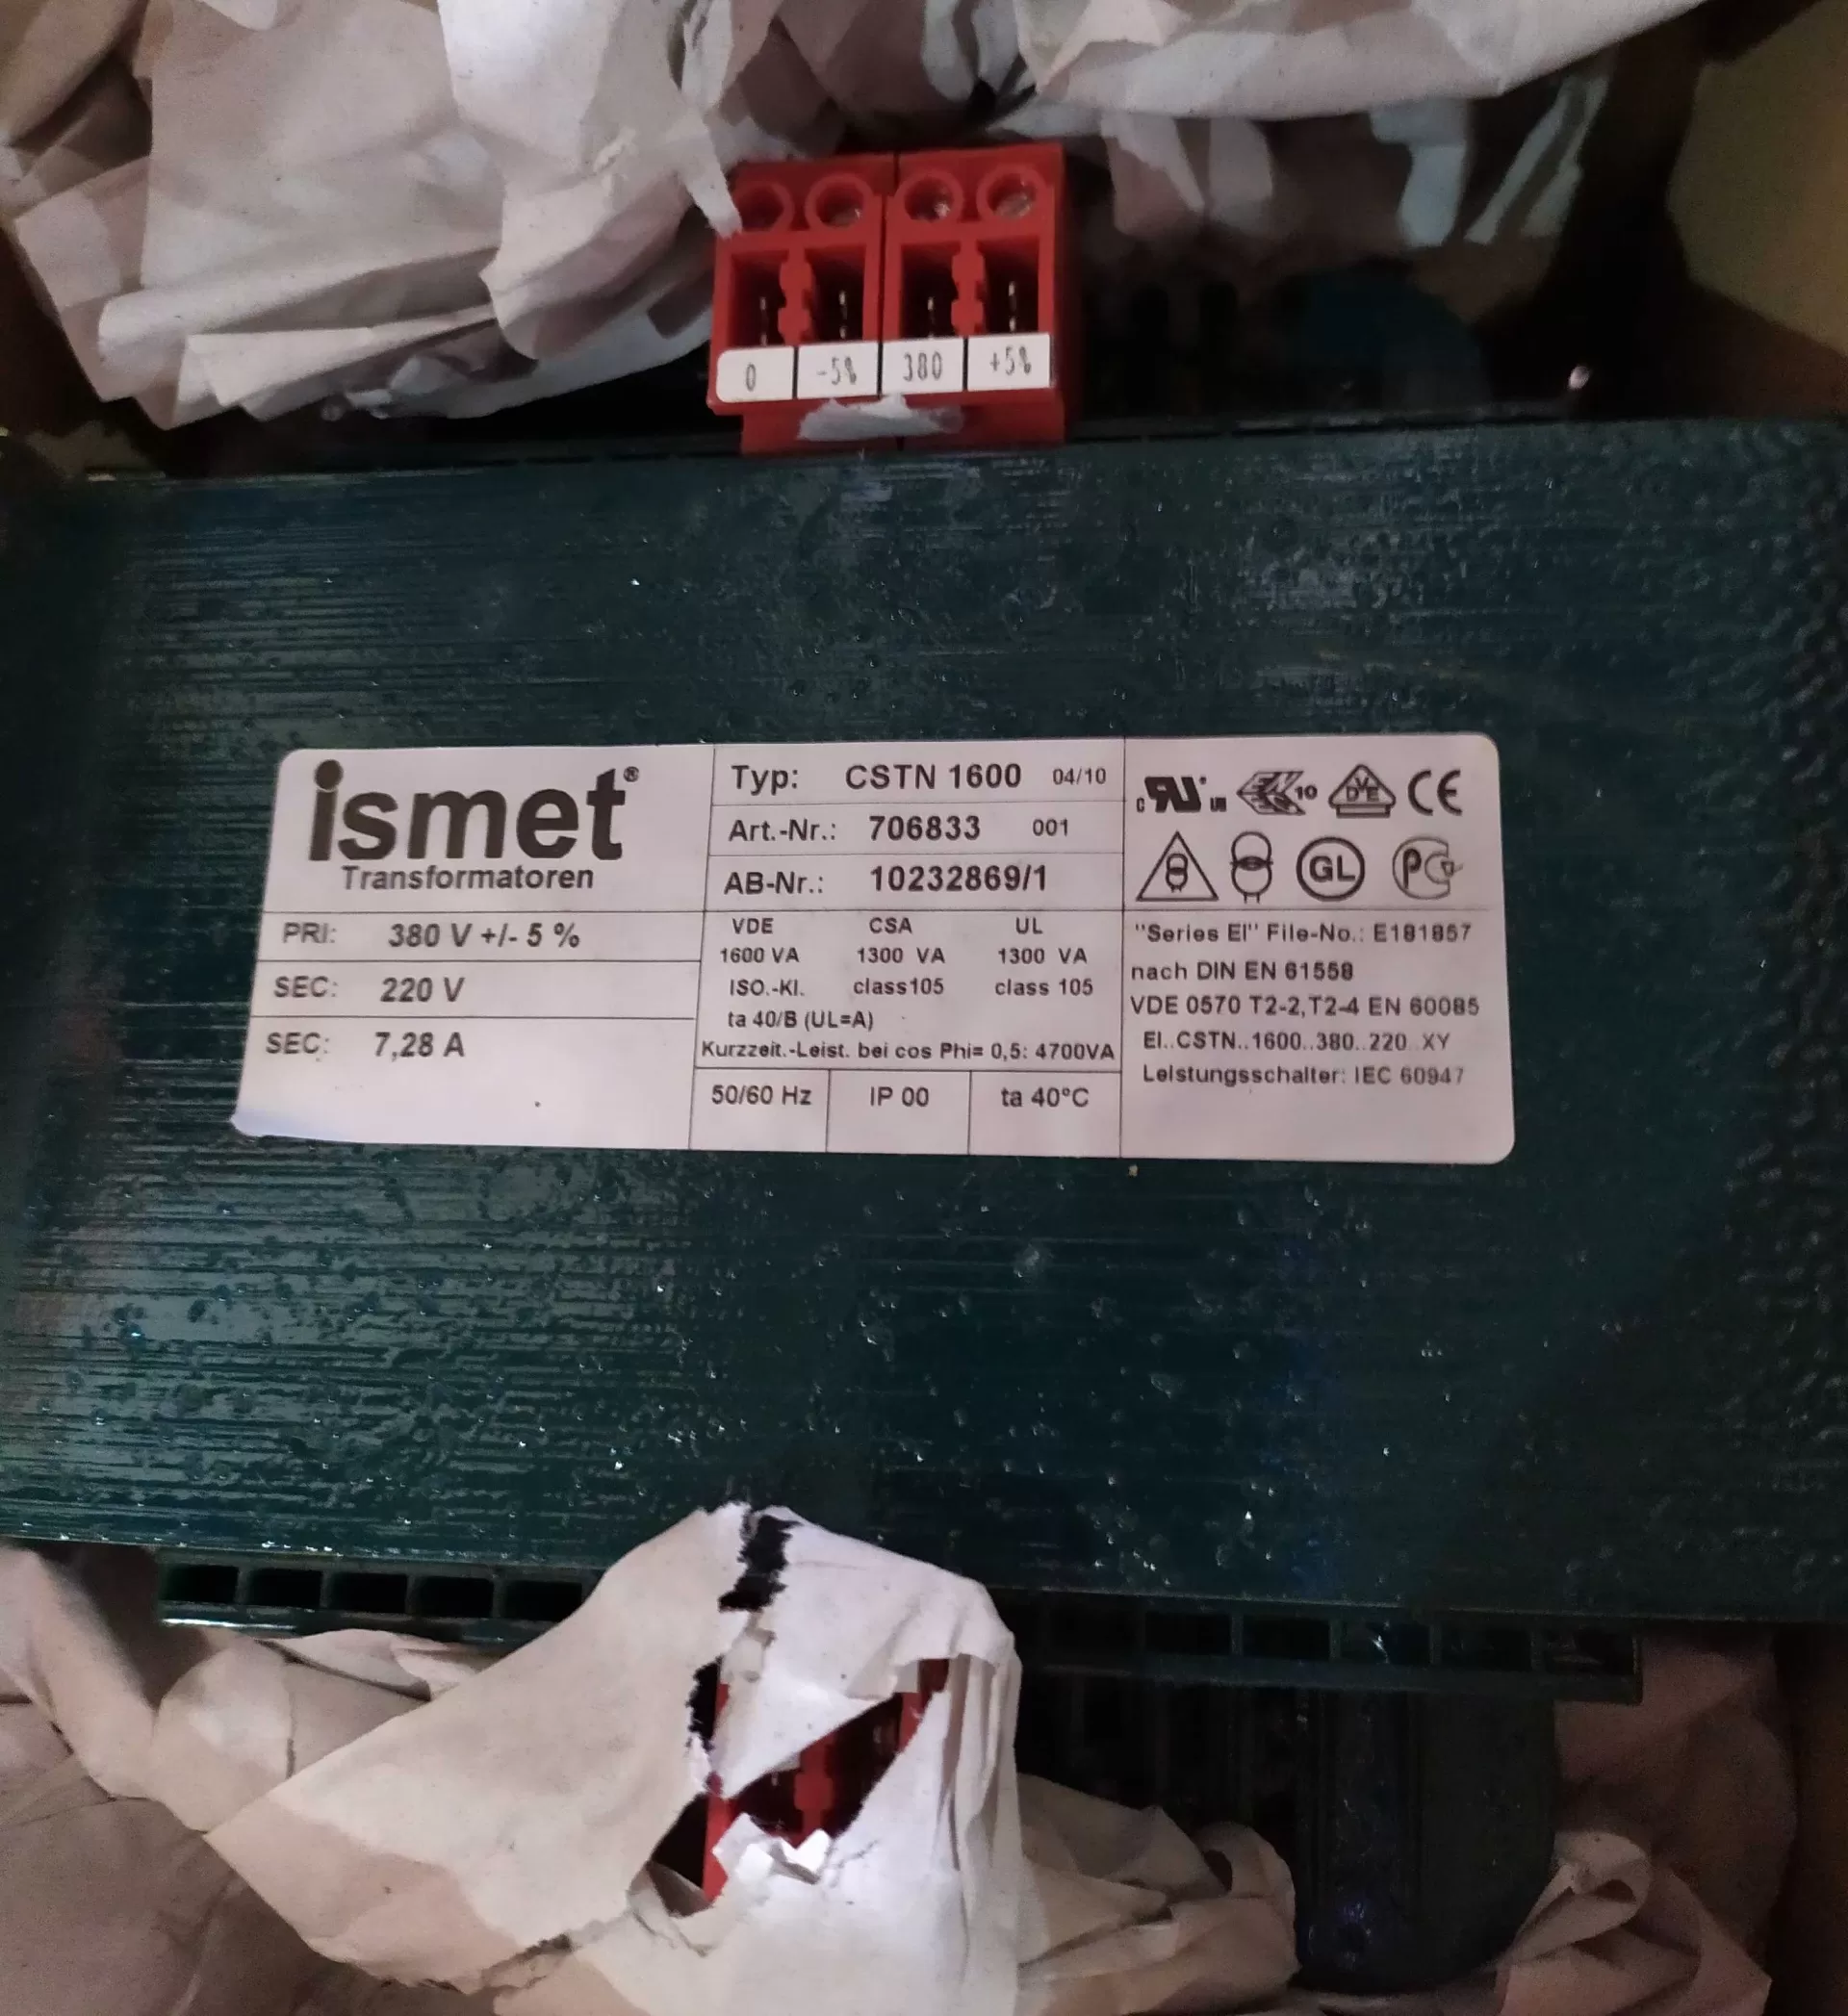 0 -5% 380 +5%
ismet®
Transformatoren
PRI: 380 V +/- 5 %
SEC: 220 V
SEC: 7,28 A
Typ: CSTN 1600 04/10
Art.-Nr.: 706833 001
AB-Nr.: 10232869/1
VDE CSA UL
1600 VA 1300 VA 1300 VA
ISO.-Kl. class105 class 105
ta 40/B (UL=A)
Kurzzeit.-Leist. bei cos Phi= 0,5: 4700VA
50/60 Hz IP 00 ta 40°C
c RU us 10 VDE CE
GL PC
"Series EI" File-No.: E181857
nach DIN EN 61558
VDE 0570 T2-2,T2-4 EN 60085
EI..CSTN..1600..380..220..XY
Leistungsschalter: IEC 60947